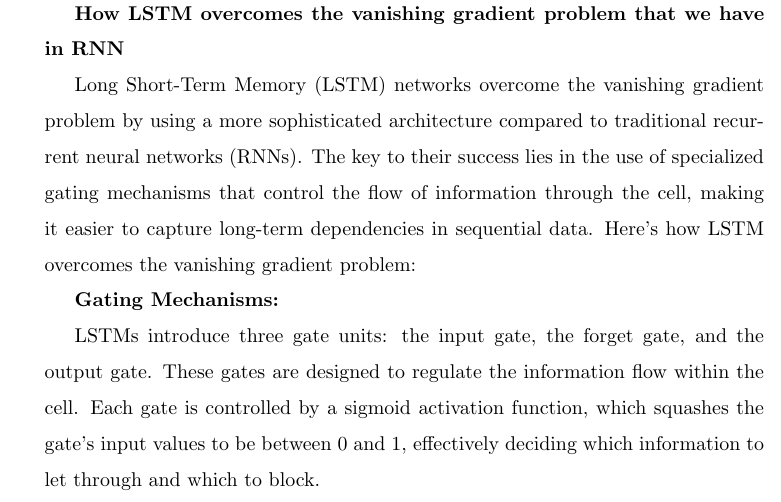 How LSTM overcomes the vanishing gradient problem that we have
in RNN
Long Short-Term Memory (LSTM) networks overcome the vanishing gradient
problem by using a more sophisticated architecture compared to traditional recur-
rent neural networks (RNNs). The key to their success lies in the use of specialized
gating mechanisms that control the flow of information through the cell, making
it easier to capture long-term dependencies in sequential data. Here's how LSTM
overcomes the vanishing gradient problem:
Gating Mechanisms:
LSTMs introduce three gate units: the input gate, the forget gate, and the
output gate. These gates are designed to regulate the information flow within the
cell. Each gate is controlled by a sigmoid activation function, which squashes the
gate's input values to be between 0 and 1, effectively deciding which information to
let through and which to block.